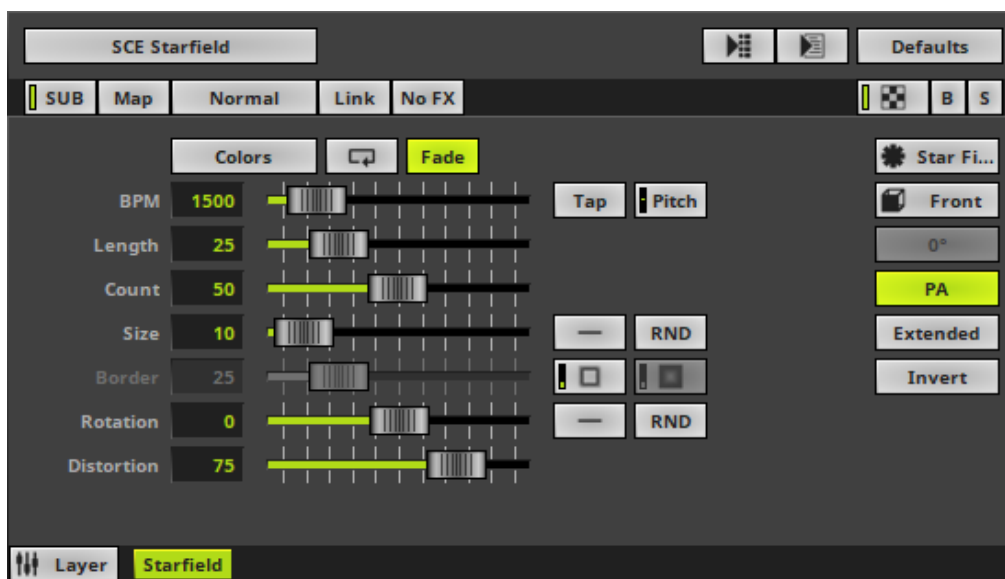 SCE Starfield Defaults
SUB Map Normal Link No FX B S
Colors Fade Star Fi...
BPM 1500 Tap Pitch Front
Length 25 0°
Count 50 PA
Size 10 RND Extended
Border 25 Invert
Rotation 0 RND
Distortion 75
Layer Starfield